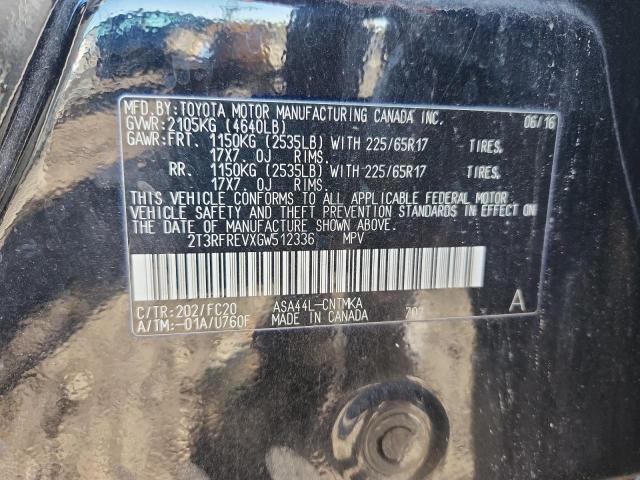 MFD.BY:TOYOTA MOTOR MANUFACTURING CANADA INC. 06/16
GVWR:2105KG (4640LB)
GAWR:FRT. 1150KG (2535LB) WITH 225/65R17 TIRES,
17X7.0J RIMS.
RR. 1150KG (2535LB) WITH 225/65R17 TIRES,
17X7.0J RIMS.
THIS VEHICLE CONFORMS TO ALL APPLICABLE FEDERAL MOTOR
VEHICLE SAFETY AND THEFT PREVENTION STANDARDS IN EFFECT ON
THE DATE OF MANUFACTURE SHOWN ABOVE.
2T3RFREVXGW512336 MPV
C/TR:202/FC20 ASA44L-CNTMKA A
A/TM:-01A/U760F MADE IN CANADA